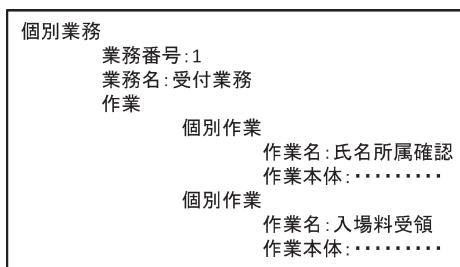 個別業務
業務番号:1
業務名:受付業務
作業
個別作業
作業名:氏名所属確認
作業本体:･････････
個別作業
作業名:入場料受領
作業本体:･････････